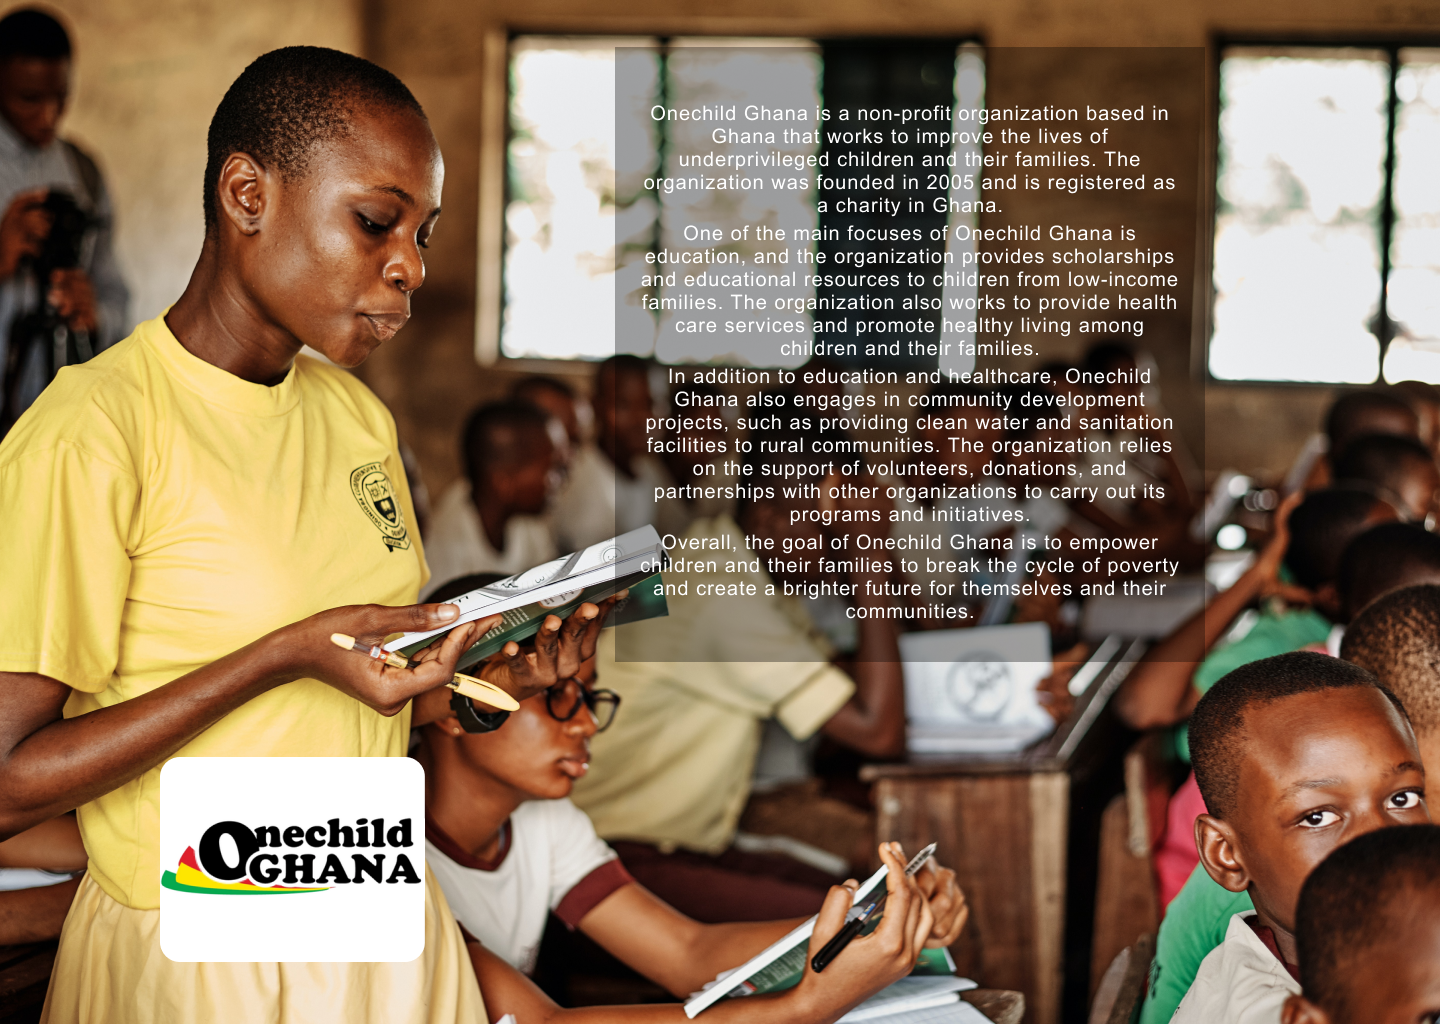 Onechild Ghana is a non-profit organization based in
Ghana that works to improve the lives of
underprivileged children and their families. The
organization was founded in 2005 and is registered as
a charity in Ghana.
One of the main focuses of Onechild Ghana is
education, and the organization provides scholarships
and educational resources to children from low-income
families. The organization also works to provide health
care services and promote healthy living among
children and their families.
In addition to education and healthcare, Onechild
Ghana also engages in community development
projects, such as providing clean water and sanitation
facilities to rural communities. The organization relies
on the support of volunteers, donations, and
partnerships with other organizations to carry out its
programs and initiatives.
Overall, the goal of Onechild Ghana is to empower
children and their families to break the cycle of poverty
and create a brighter future for themselves and their
communities.
Onechild
GHANA